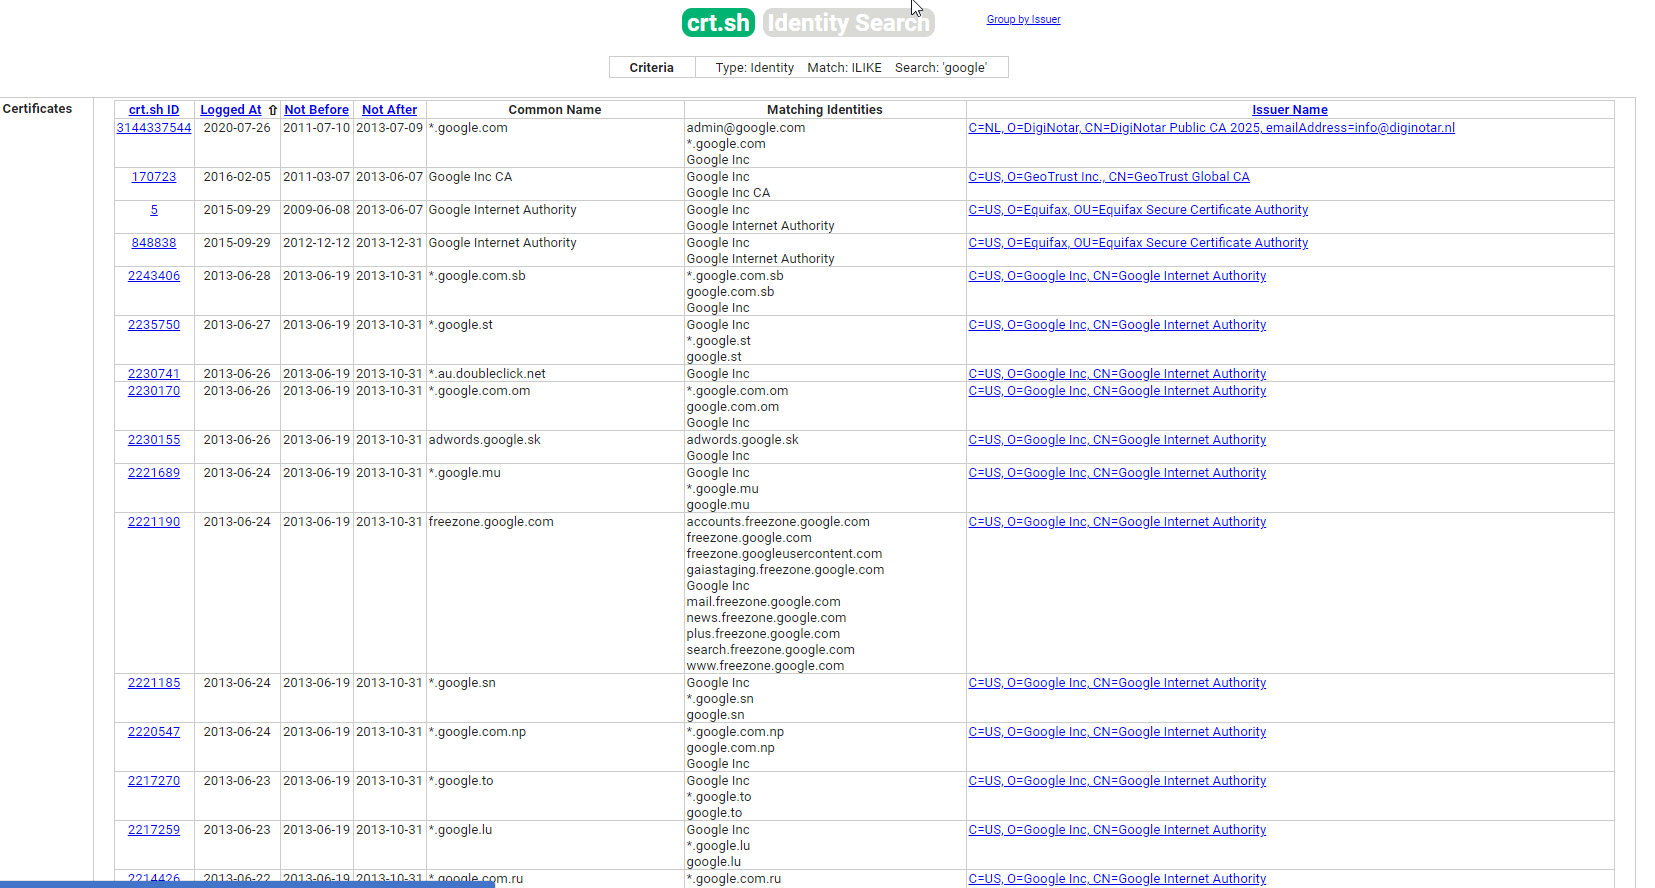 crt.sh Identity Search Group by Issuer
Criteria Type: Identity Match: ILIKE Search: 'google'
Certificates
crt.sh ID Logged At ⇧ Not Before Not After Common Name Matching Identities Issuer Name
3144337544 2020-07-26 2011-07-10 2013-07-09 *.google.com admin@google.com C=NL, O=DigiNotar, CN=DigiNotar Public CA 2025, emailAddress=info@diginotar.nl
*.google.com
Google Inc
170723 2016-02-05 2011-03-07 2013-06-07 Google Inc CA Google Inc C=US, O=GeoTrust Inc., CN=GeoTrust Global CA
Google Inc CA
5 2015-09-29 2009-06-08 2013-06-07 Google Internet Authority Google Inc C=US, O=Equifax, OU=Equifax Secure Certificate Authority
Google Internet Authority
848838 2015-09-29 2012-12-12 2013-12-31 Google Internet Authority Google Inc C=US, O=Equifax, OU=Equifax Secure Certificate Authority
Google Internet Authority
2243406 2013-06-28 2013-06-19 2013-10-31 *.google.com.sb *.google.com.sb C=US, O=Google Inc, CN=Google Internet Authority
google.com.sb
Google Inc
2235750 2013-06-27 2013-06-19 2013-10-31 *.google.st Google Inc C=US, O=Google Inc, CN=Google Internet Authority
*.google.st
google.st
2230741 2013-06-26 2013-06-19 2013-10-31 *.au.doubleclick.net Google Inc C=US, O=Google Inc, CN=Google Internet Authority
2230170 2013-06-26 2013-06-19 2013-10-31 *.google.com.om *.google.com.om C=US, O=Google Inc, CN=Google Internet Authority
google.com.om
Google Inc
2230155 2013-06-26 2013-06-19 2013-10-31 adwords.google.sk adwords.google.sk C=US, O=Google Inc, CN=Google Internet Authority
Google Inc
2221689 2013-06-24 2013-06-19 2013-10-31 *.google.mu Google Inc C=US, O=Google Inc, CN=Google Internet Authority
*.google.mu
google.mu
2221190 2013-06-24 2013-06-19 2013-10-31 freezone.google.com accounts.freezone.google.com C=US, O=Google Inc, CN=Google Internet Authority
freezone.google.com
freezone.googleusercontent.com
gaiastaging.freezone.google.com
Google Inc
mail.freezone.google.com
news.freezone.google.com
plus.freezone.google.com
search.freezone.google.com
www.freezone.google.com
2221185 2013-06-24 2013-06-19 2013-10-31 *.google.sn Google Inc C=US, O=Google Inc, CN=Google Internet Authority
*.google.sn
google.sn
2220547 2013-06-24 2013-06-19 2013-10-31 *.google.com.np *.google.com.np C=US, O=Google Inc, CN=Google Internet Authority
google.com.np
Google Inc
2217270 2013-06-23 2013-06-19 2013-10-31 *.google.to Google Inc C=US, O=Google Inc, CN=Google Internet Authority
*.google.to
google.to
2217259 2013-06-23 2013-06-19 2013-10-31 *.google.lu Google Inc C=US, O=Google Inc, CN=Google Internet Authority
*.google.lu
google.lu
2214426 2013-06-22 2013-06-19 2013-10-31 *.google.com.ru *.google.com.ru C=US, O=Google Inc, CN=Google Internet Authority